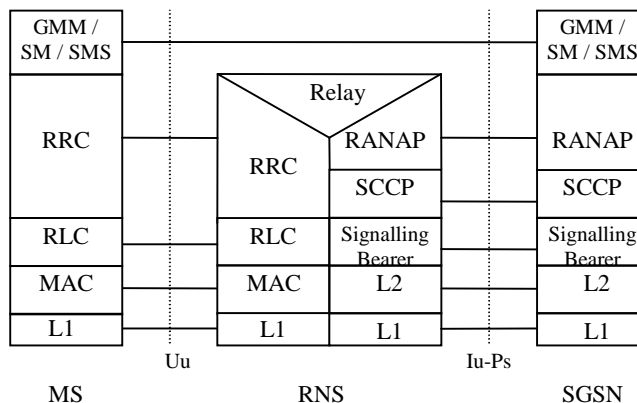 GMM /
SM / SMS
GMM /
SM / SMS
Relay
RRC
RRC
RANAP
RANAP
SCCP
SCCP
RLC
RLC
Signalling
Bearer
Signalling
Bearer
MAC
MAC
L2
L2
L1
L1
L1
L1
Uu
Iu-Ps
MS
RNS
SGSN